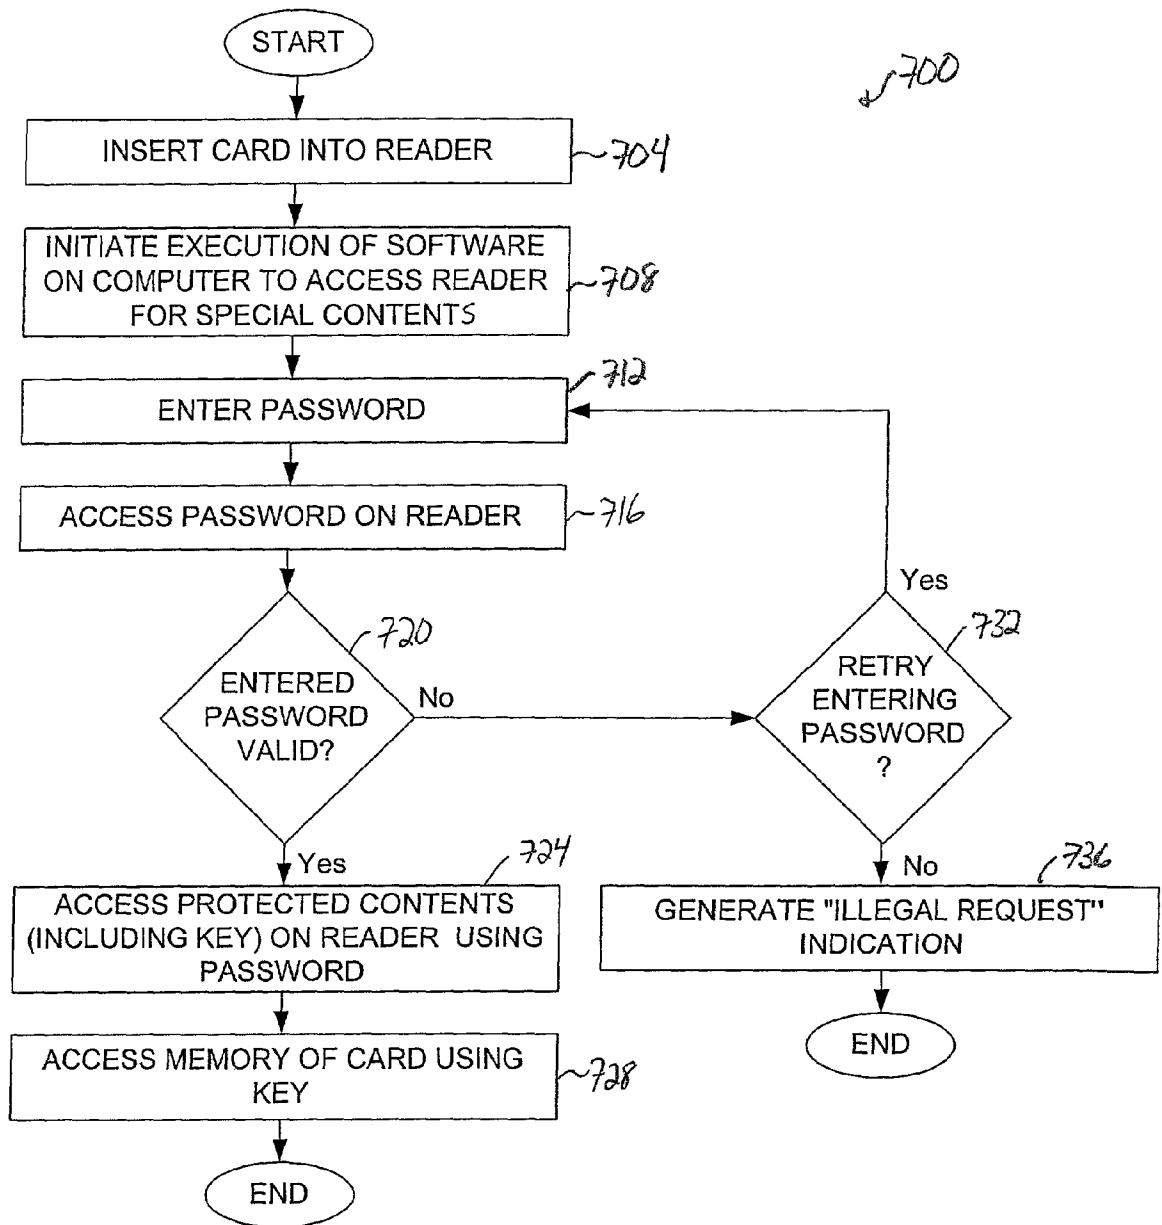 START
700
INSERT CARD INTO READER
704
INITIATE EXECUTION OF SOFTWARE
ON COMPUTER TO ACCESS READER
FOR SPECIAL CONTENTS
708
712
ENTER PASSWORD
ACCESS PASSWORD ON READER
716
Yes
720
732
ENTERED
PASSWORD
VALID?
No
RETRY
ENTERING
PASSWORD
?
Yes
724
No
736
ACCESS PROTECTED CONTENTS
(INCLUDING KEY) ON READER USING
PASSWORD
GENERATE "ILLEGAL REQUEST"
INDICATION
ACCESS MEMORY OF CARD USING
KEY
728
END
END